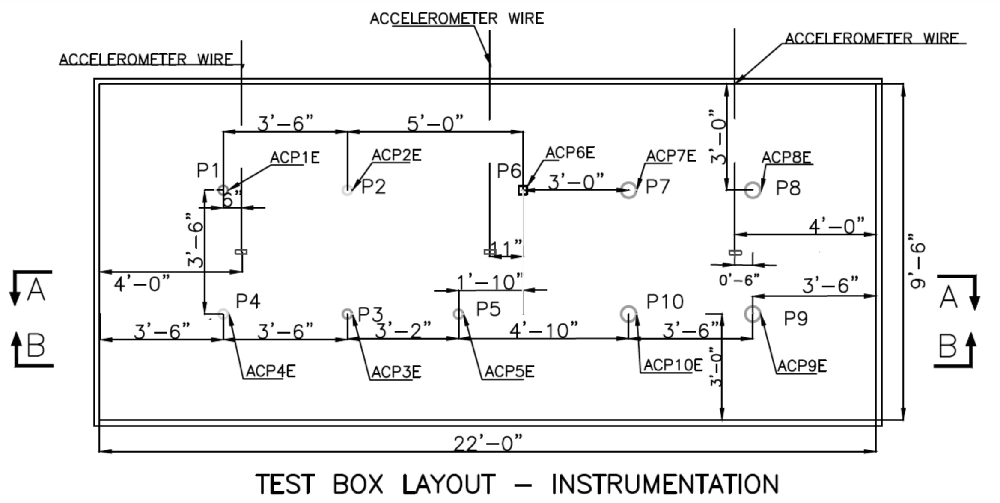 ACCELEROMETER WIRE
ACCELEROMETER WIRE
ACCELEROMETER WIRE
3'-6"
5'-0"
3'-0"
P1
ACP1E
ACP2E
P2
P6
ACP6E
3'-0"
ACP7E
P7
ACP8E
P8
6"
3'-6"
4'-0"
9'-6"
11"
4'-0"
1'-10"
0'-6"
3'-6"
A
A
P4
P3
P5
P10
P9
3'-6"
3'-6"
3'-2"
4'-10"
3'-6"
B
B
3'-0"
ACP4E
ACP3E
ACP5E
ACP10E
ACP9E
22'-0"
TEST BOX LAYOUT - INSTRUMENTATION